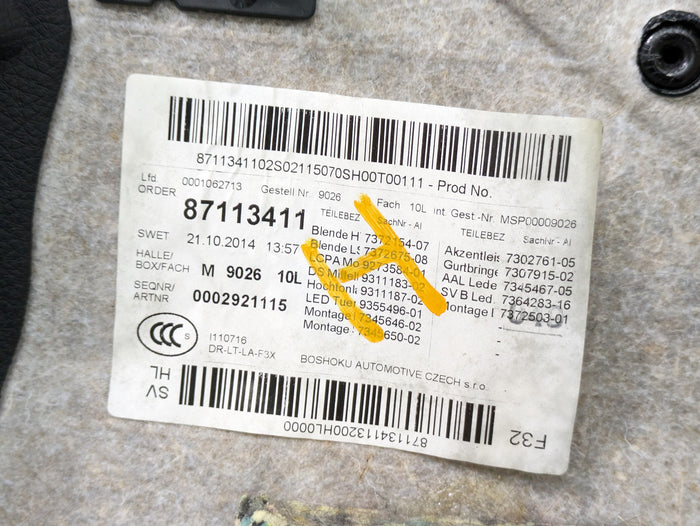 8711341102S02115070SH00T00111 - Prod No.
Lfd. 0001062713 Gestell Nr 9026 Fach 10L int Gest-Nr. MSP00009026
ORDER 87113411 TEILEBEZ SachNr - AI TEILEBEZ SachNr - AI
SWET 21.10.2014 13:57
HALLE/
BOX/FACH M 9026 10L
SEQNR/
ARTNR 0002921115
Blende H 7372154-07
Blende LS 7372675-08
LCPA Mo 9273584-01
DS Mittell 9311183-02
Hochtonl 9311187-02
LED Tuer 9355496-01
Montage 7345646-02
Montage 7345650-02
Akzentleis 7302761-05
Gurtbringe 7307915-02
AAL Lede 7345467-05
SV B Led. 7364283-16
Montage 7372503-01
CCC S
I110716
DR-LT-LA-F3X
BOSHOKU AUTOMOTIVE CZECH s.r.o.
SV
HL
8711341113200HL0000
F32
H